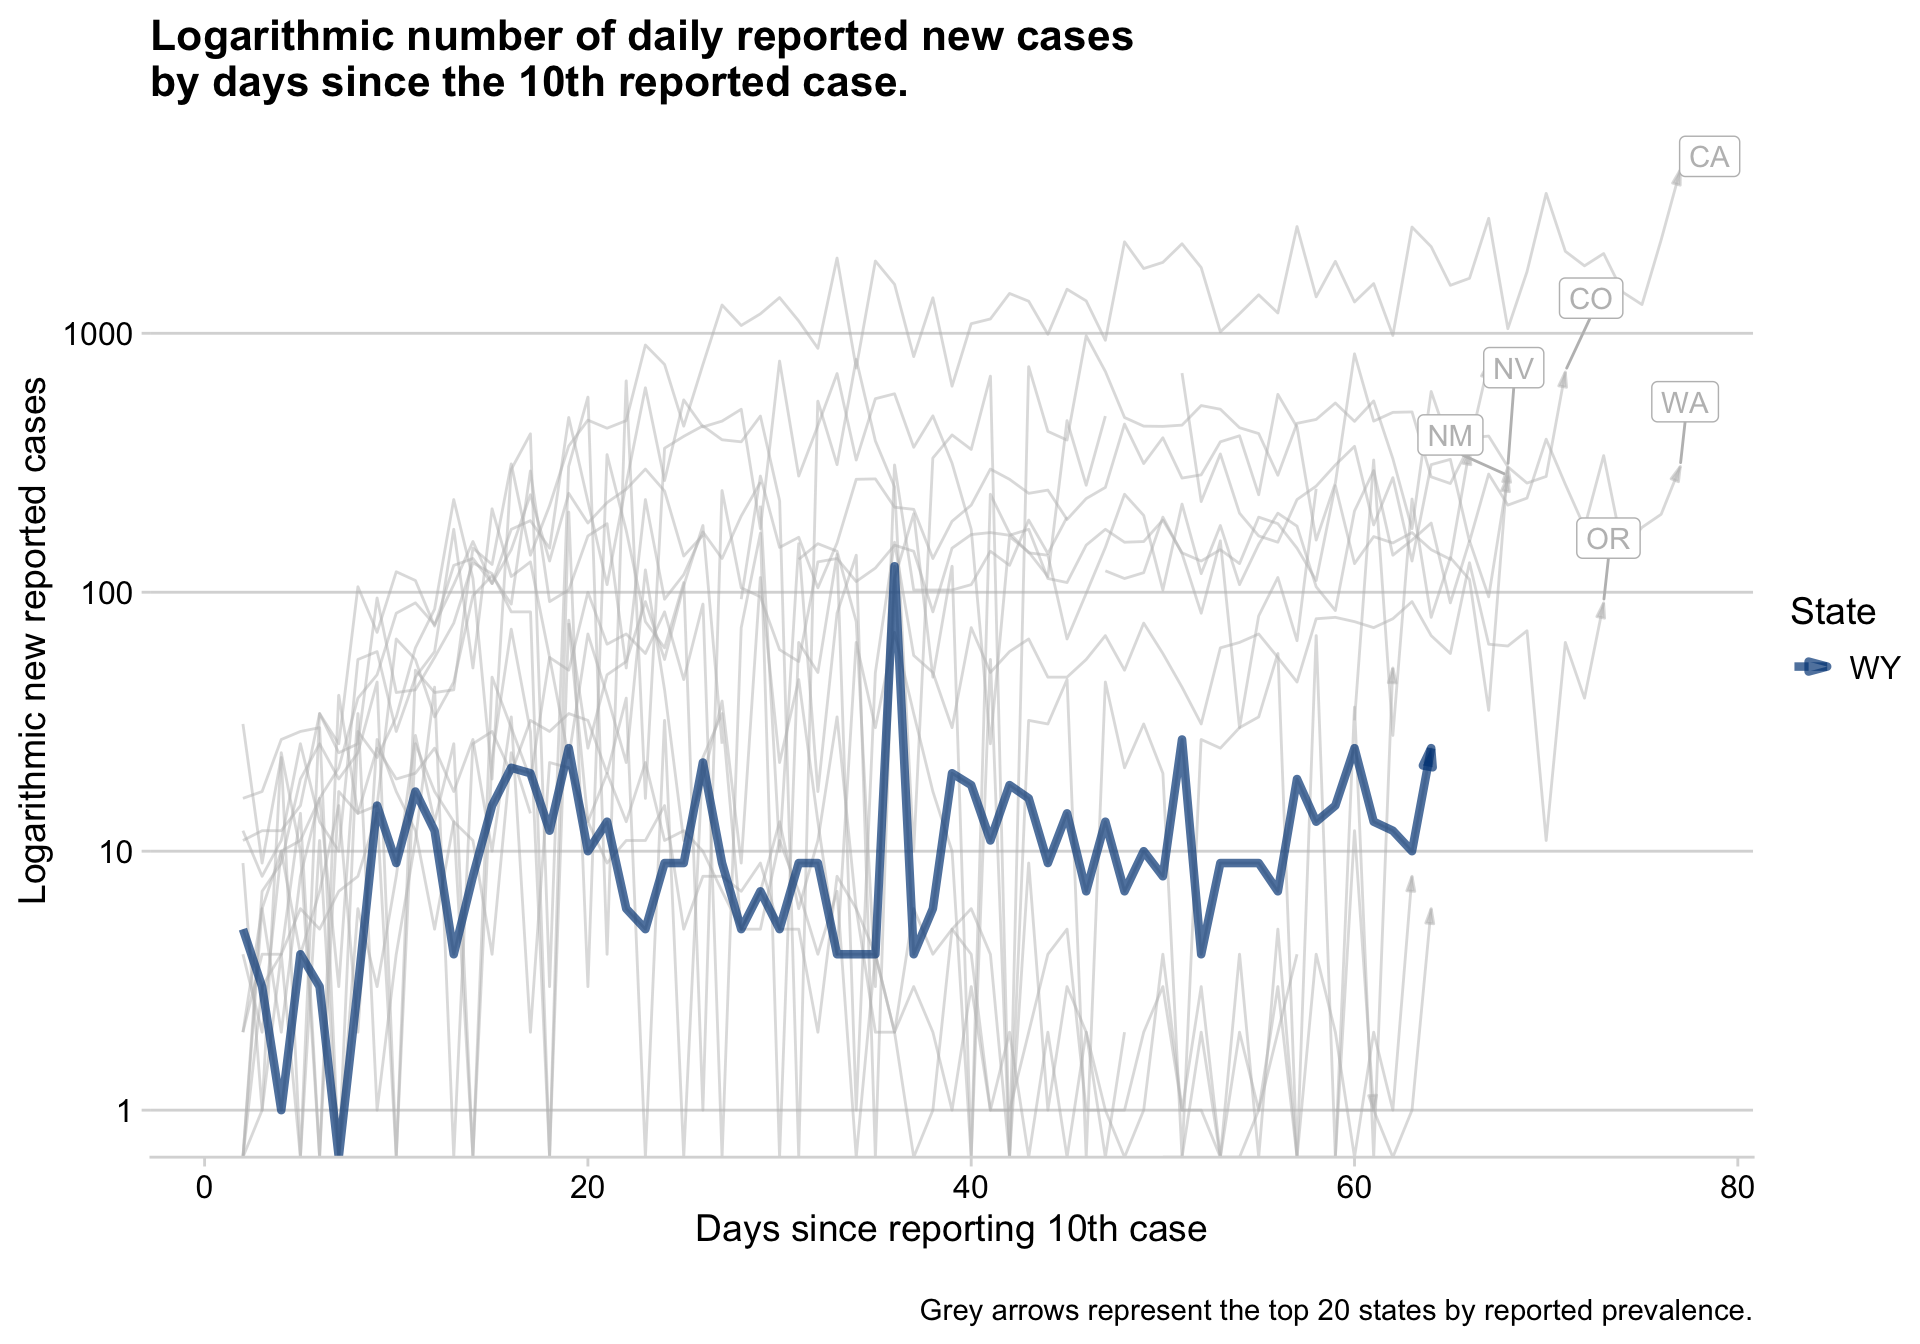 Logarithmic number of daily reported new cases
by days since the 10th reported case.
Logarithmic new reported cases
1000
100
10
1
CA
CO
NV
WA
NM
OR
State
WY
0 20 40 60 80
Days since reporting 10th case
Grey arrows represent the top 20 states by reported prevalence.